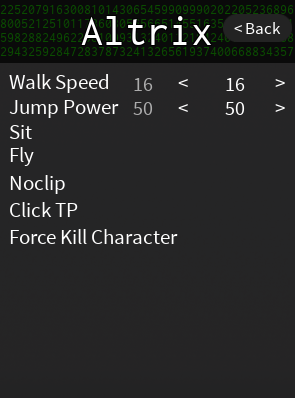 Altrix
< Back
Walk Speed 16 < 16 >
Jump Power 50 < 50 >
Sit
Fly
Noclip
Click TP
Force Kill Character